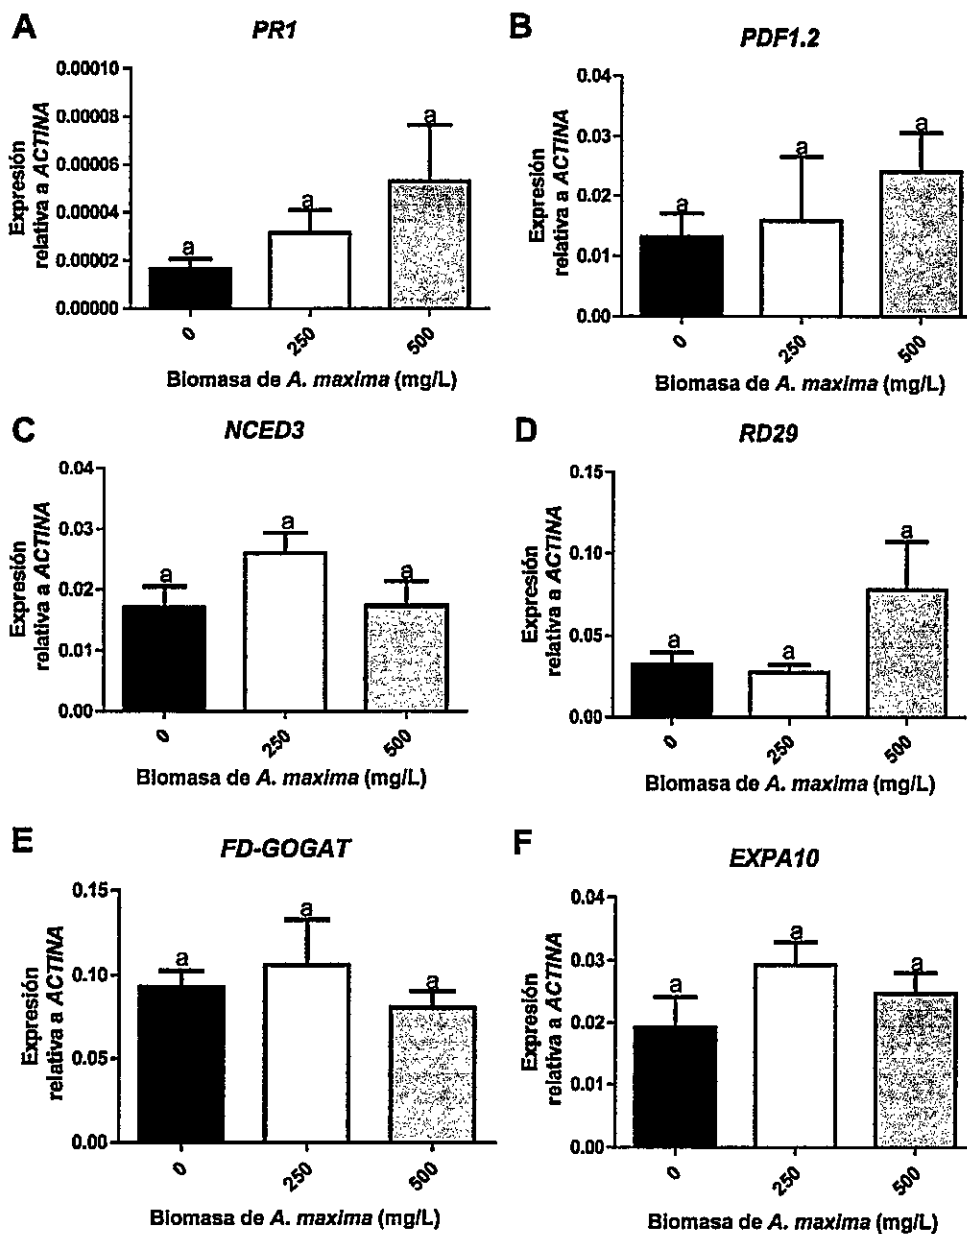 A
PR1
Expresión
relativa a ACTINA
0.00010
0.00008
0.00006
0.00004
0.00002
0.00000
a
a
a
0
250
500
Biomasa de A. maxima (mg/L)
B
PDF1.2
Expresión
relativa a ACTINA
0.04
0.03
0.02
0.01
0.00
a
a
a
0
250
500
Biomasa de A. maxima (mg/L)
C
NCED3
Expresión
relativa a ACTINA
0.04
0.03
0.02
0.01
0.00
a
a
a
0
250
500
Biomasa de A. maxima (mg/L)
D
RD29
Expresión
relativa a ACTINA
0.15
0.10
0.05
0.00
a
a
a
0
250
500
Biomasa de A. maxima (mg/L)
E
FD-GOGAT
Expresión
relativa a ACTINA
0.15
0.10
0.05
0.00
a
a
a
0
250
500
Biomasa de A. maxima (mg/L)
F
EXPA10
Expresión
relativa a ACTINA
0.04
0.03
0.02
0.01
0.00
a
a
a
0
250
500
Biomasa de A. maxima (mg/L)